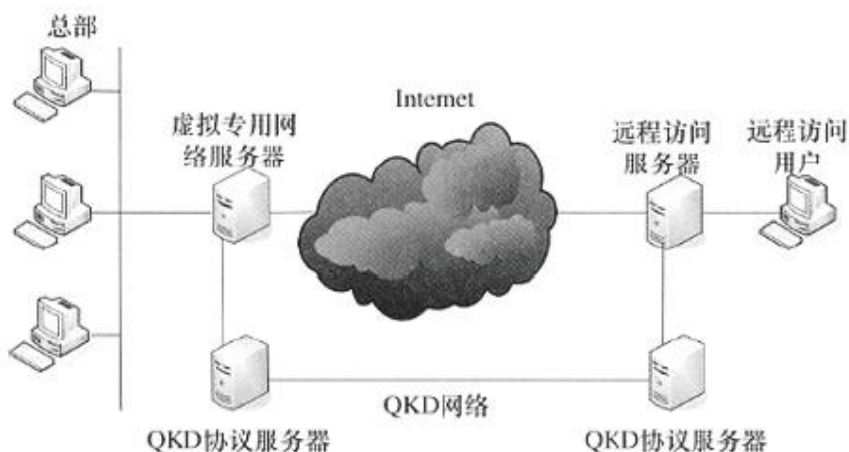 总部
Internet
虚拟专用网
络服务器
远程访问
服务器
远程访问
用户
QKD网络
QKD协议服务器
QKD协议服务器